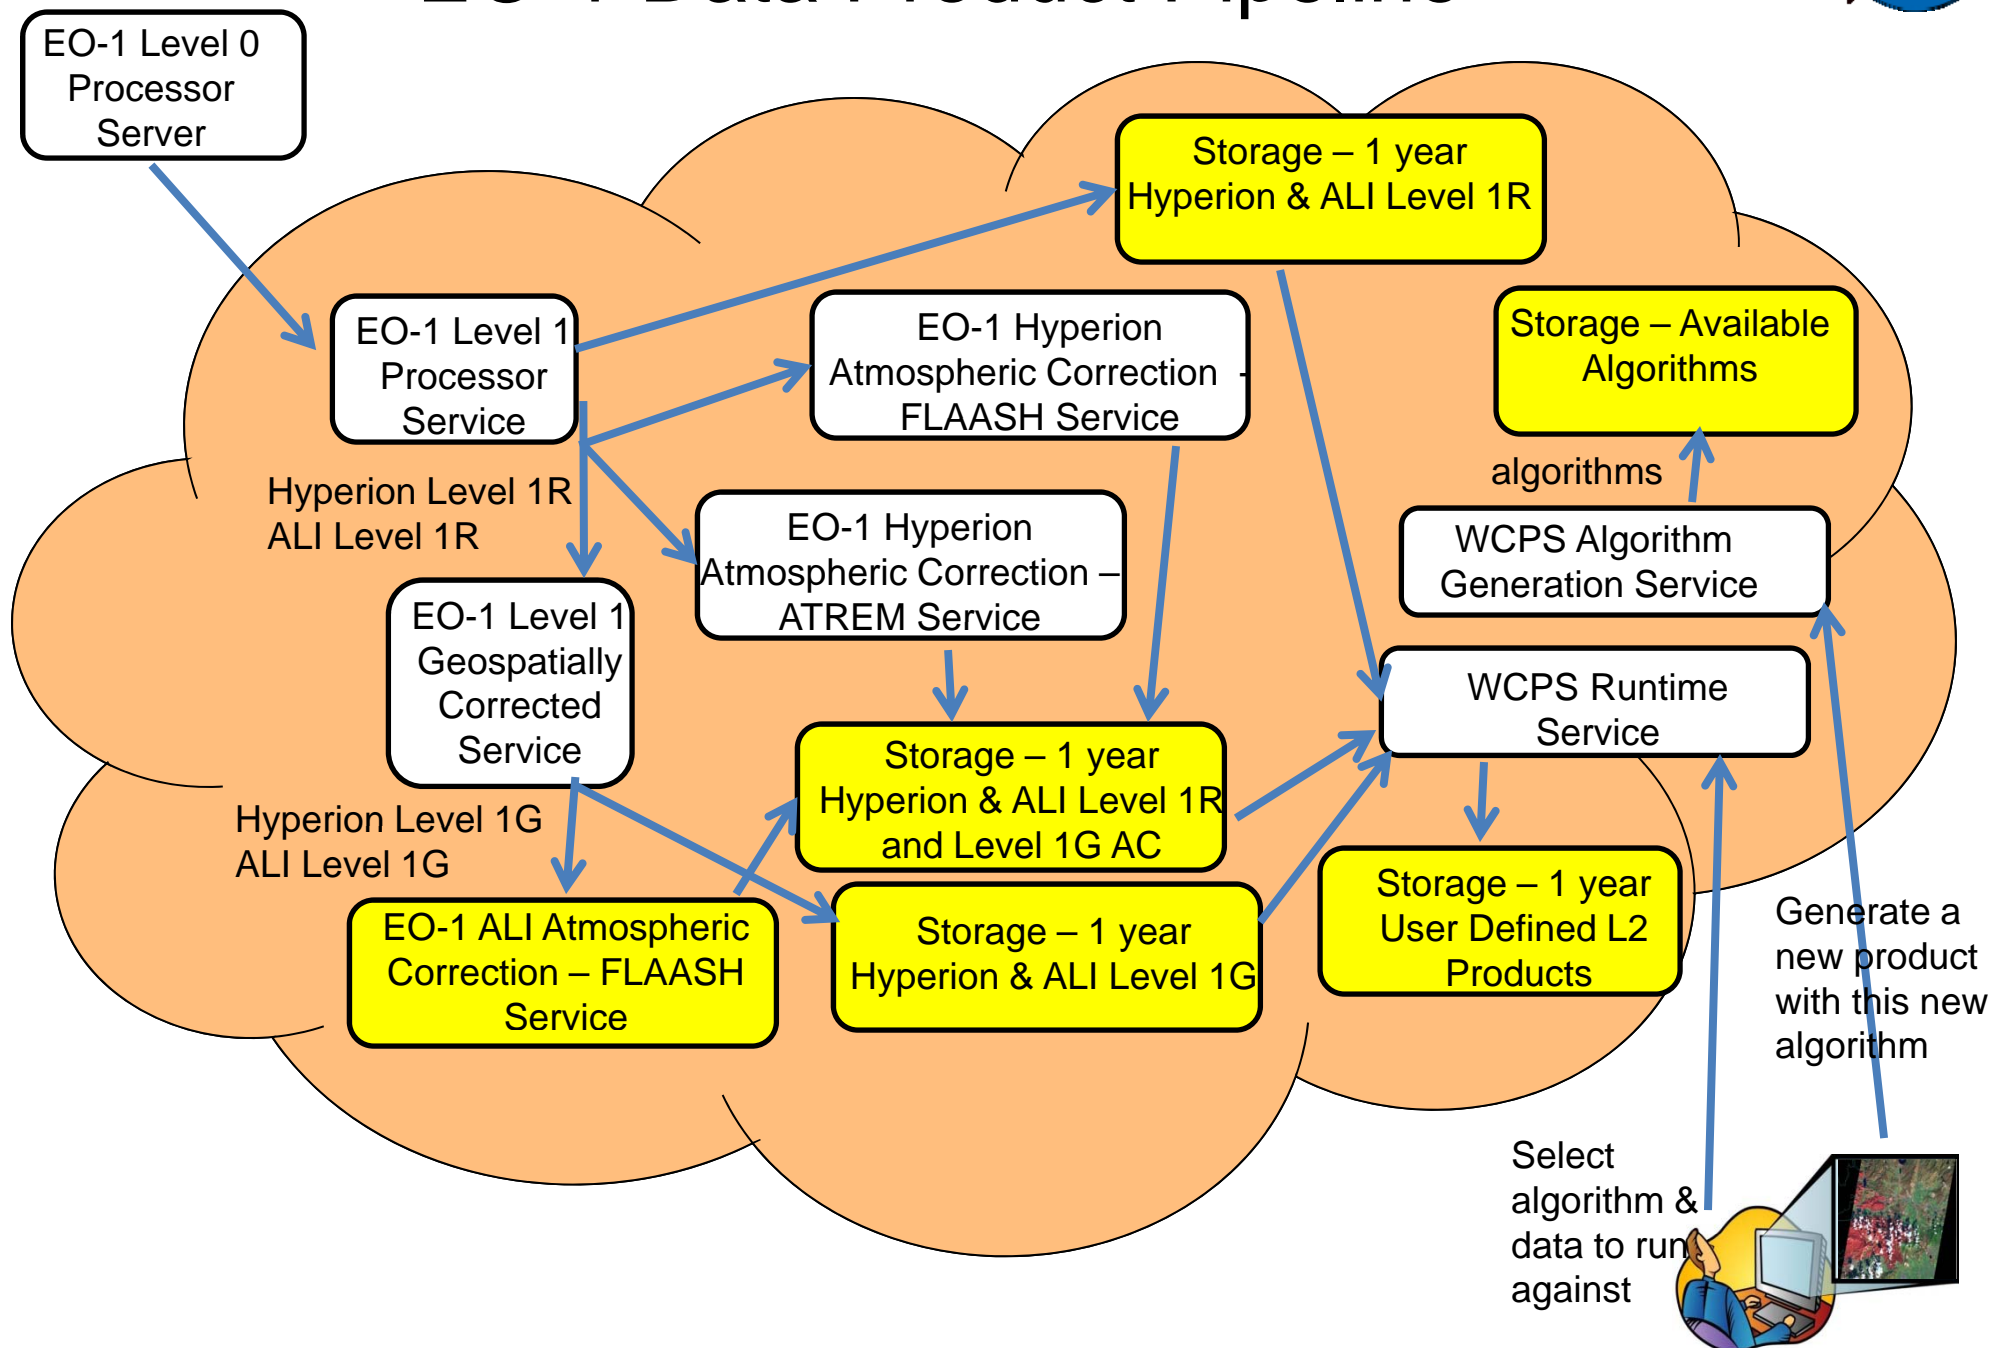 EO-1 Data Product Pipeline
EO-1 Level 0
Processor
Server
Storage – 1 year
Hyperion & ALI Level 1R
EO-1 Level 1
Processor
Service
EO-1 Hyperion
Atmospheric Correction -
FLAASH Service
Storage – Available
Algorithms
algorithms
Hyperion Level 1R
ALI Level 1R
EO-1 Hyperion
Atmospheric Correction –
ATREM Service
WCPS Algorithm
Generation Service
EO-1 Level 1
Geospatially
Corrected
Service
WCPS Runtime
Service
Storage – 1 year
Hyperion & ALI Level 1R
and Level 1G AC
Hyperion Level 1G
ALI Level 1G
EO-1 ALI Atmospheric
Correction – FLAASH
Service
Storage – 1 year
Hyperion & ALI Level 1G
Storage – 1 year
User Defined L2
Products
Generate a
new product
with this new
algorithm
Select
algorithm &
data to run
against